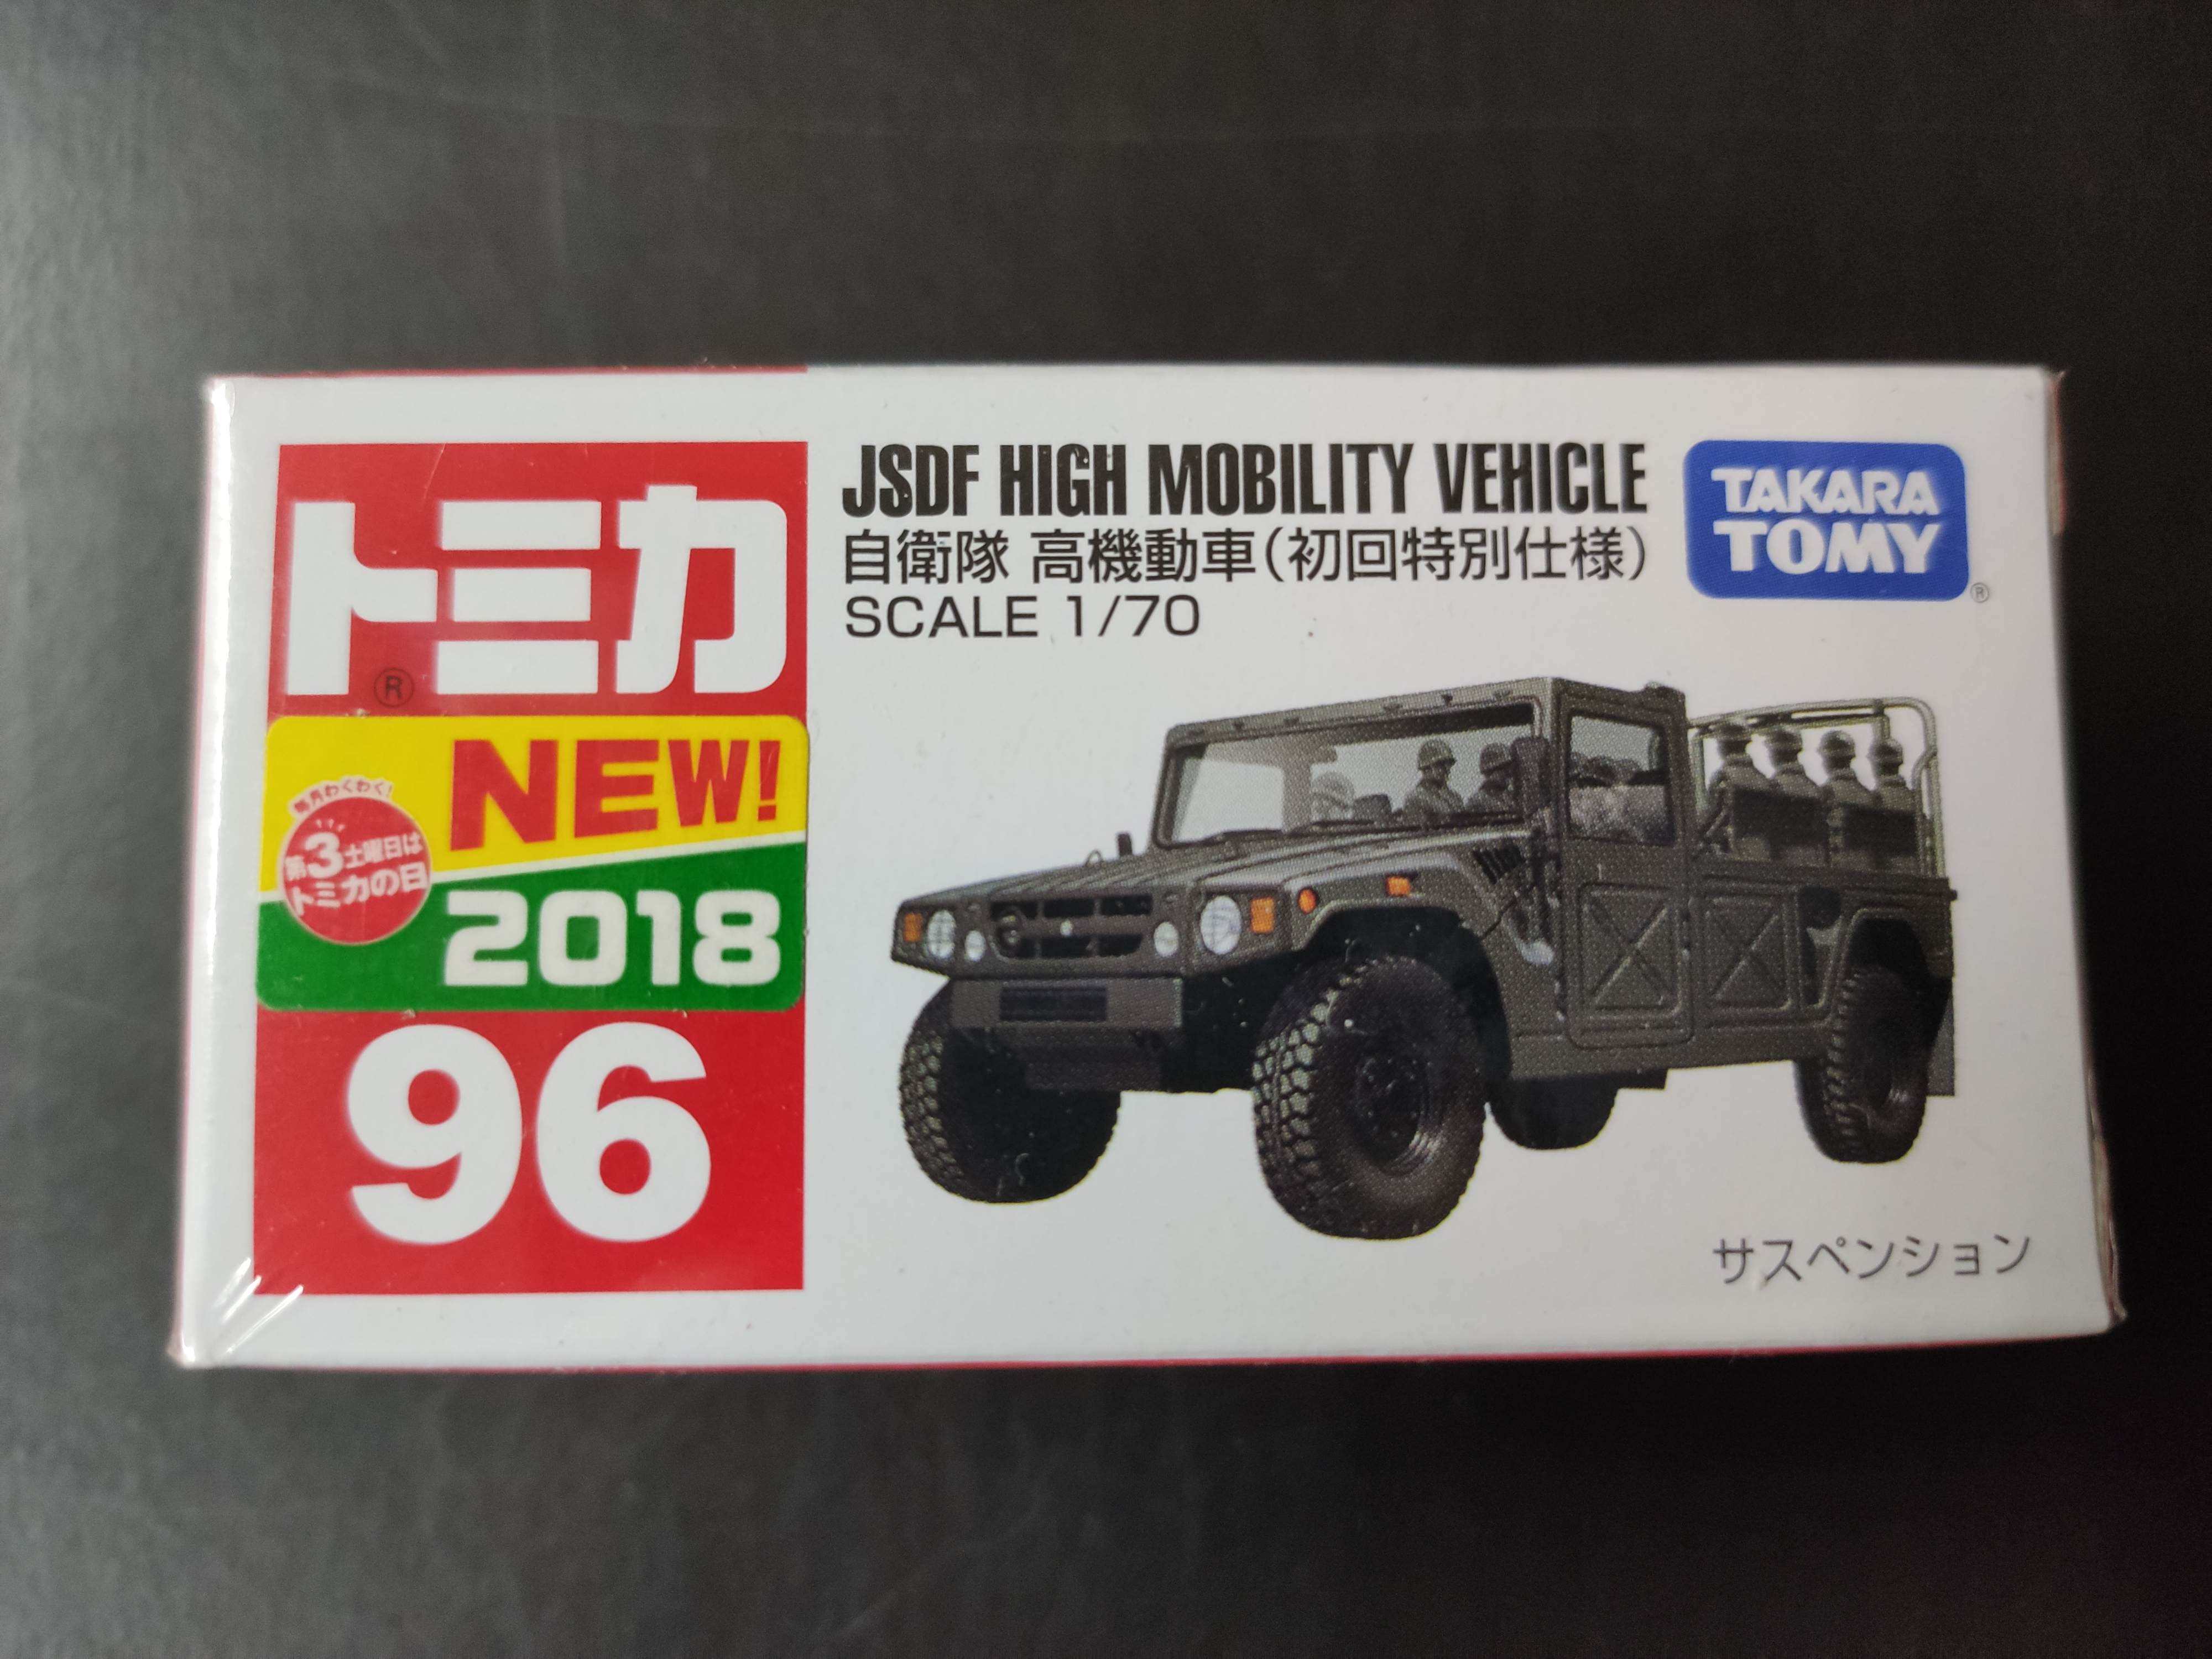 トミカ
®
NEW!
毎月わくわく!
第3土曜日は
トミカの日
2018
96
JSDF HIGH MOBILITY VEHICLE
自衛隊 高機動車(初回特別仕様)
SCALE 1/70
TAKARA
TOMY
®
サスペンション